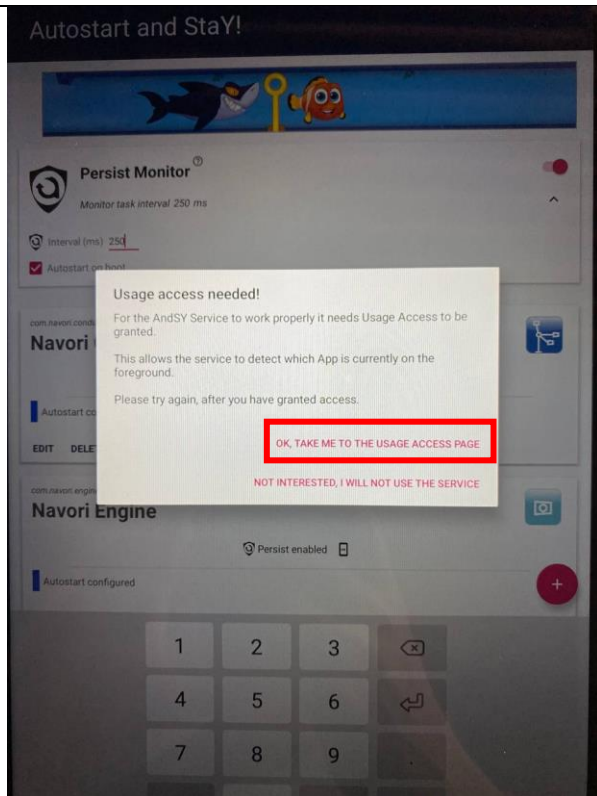 Autostart and StaY!
Persist Monitor
Monitor task interval 250 ms
Interval (ms) 250
Autostart on boot
Usage access needed!
For the AndSY Service to work properly it needs Usage Access to be
granted.
This allows the service to detect which App is currently on the
foreground.
Please try again, after you have granted access.
OK, TAKE ME TO THE USAGE ACCESS PAGE
NOT INTERESTED, I WILL NOT USE THE SERVICE
Navori
Autostart
EDIT
Navori Engine
Persist enabled
Autostart configured
+
1 2 3
4 5 6
7 8 9 .